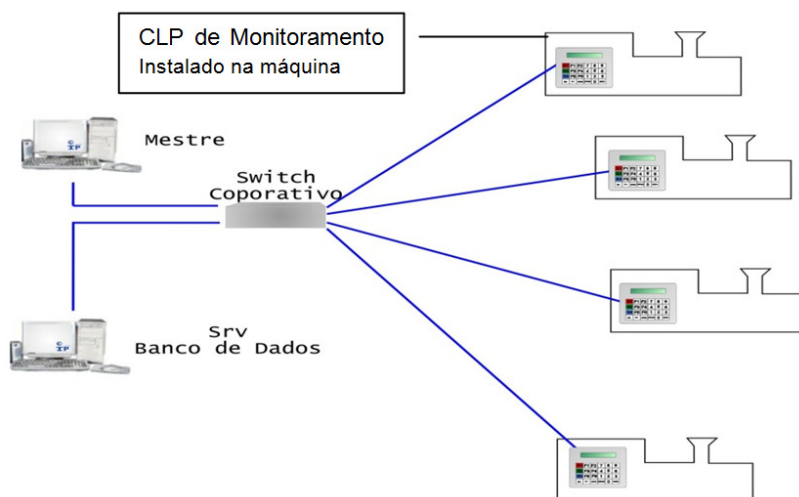 CLP de Monitoramento
Instalado na máquina
Mestre
Switch
Coporativo
Srv
Banco de Dados